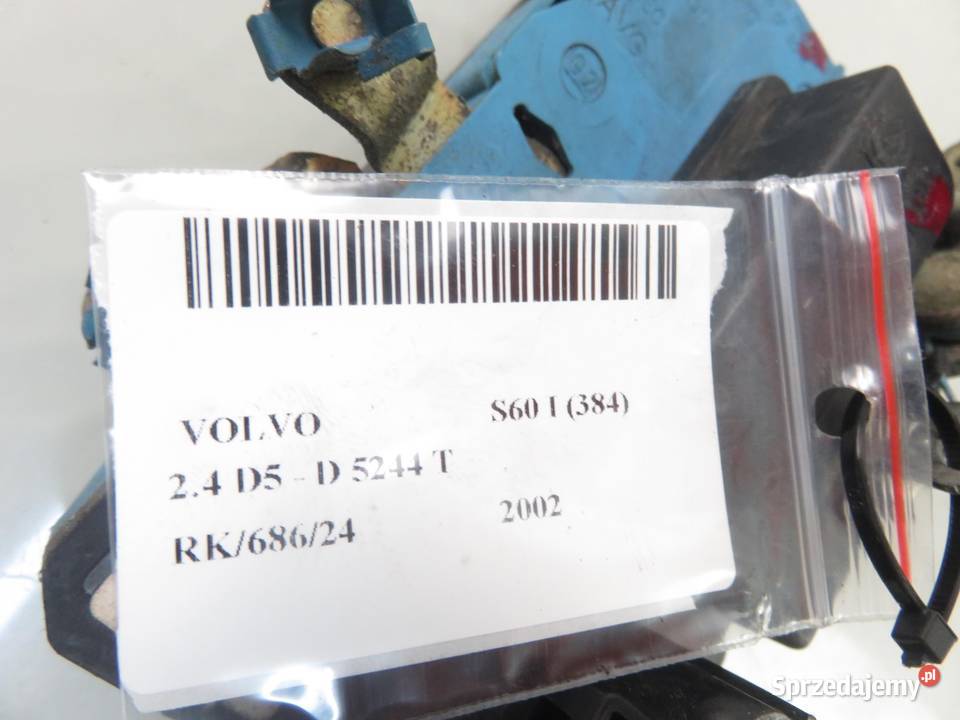 VOLVO S60 I (384)
2.4 D5 - D 5244 T
RK/686/24 2002
Sprzedajemy.pl